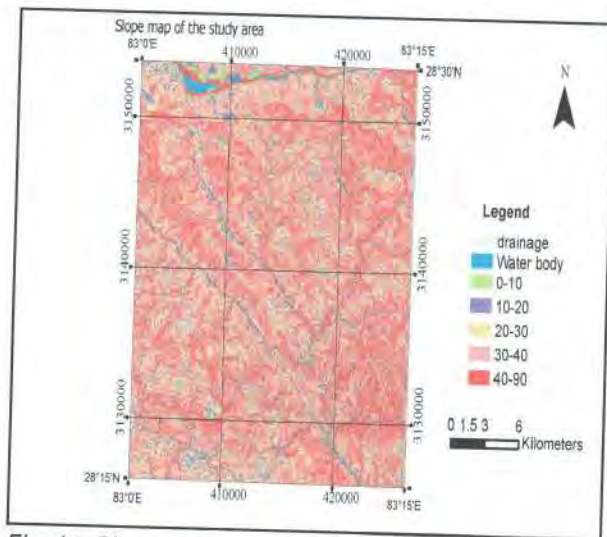 Slope map of the study area
83°0'E 410000 420000 83°15'E
28°30'N
N
3150000 3150000
Legend
drainage
Water body
0-10
10-20
20-30
30-40
40-90
3140000 3140000
3130000 3130000
0 1.5 3 6
Kilometers
28°15'N
83°0'E 410000 420000 83°15'E